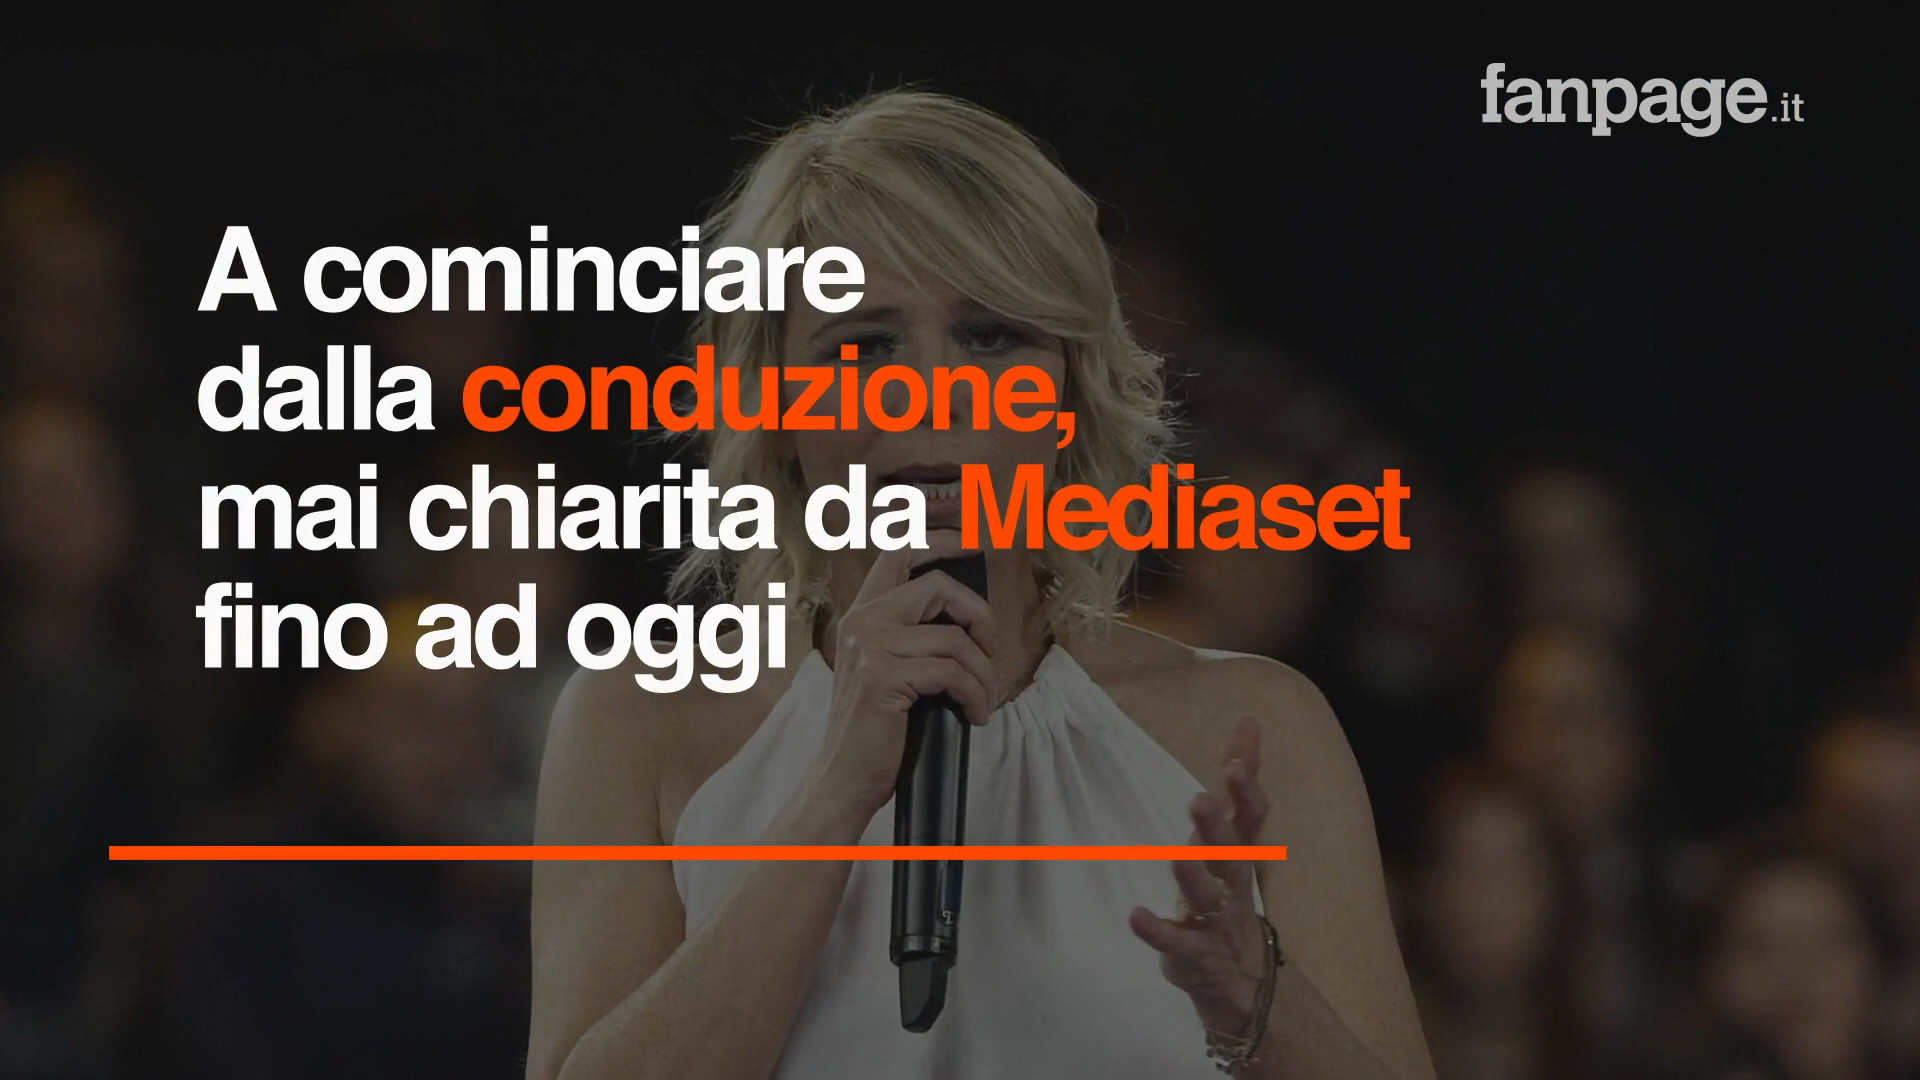 fanpage.it
A cominciare
dalla conduzione,
mai chiarita da Mediaset
fino ad oggi